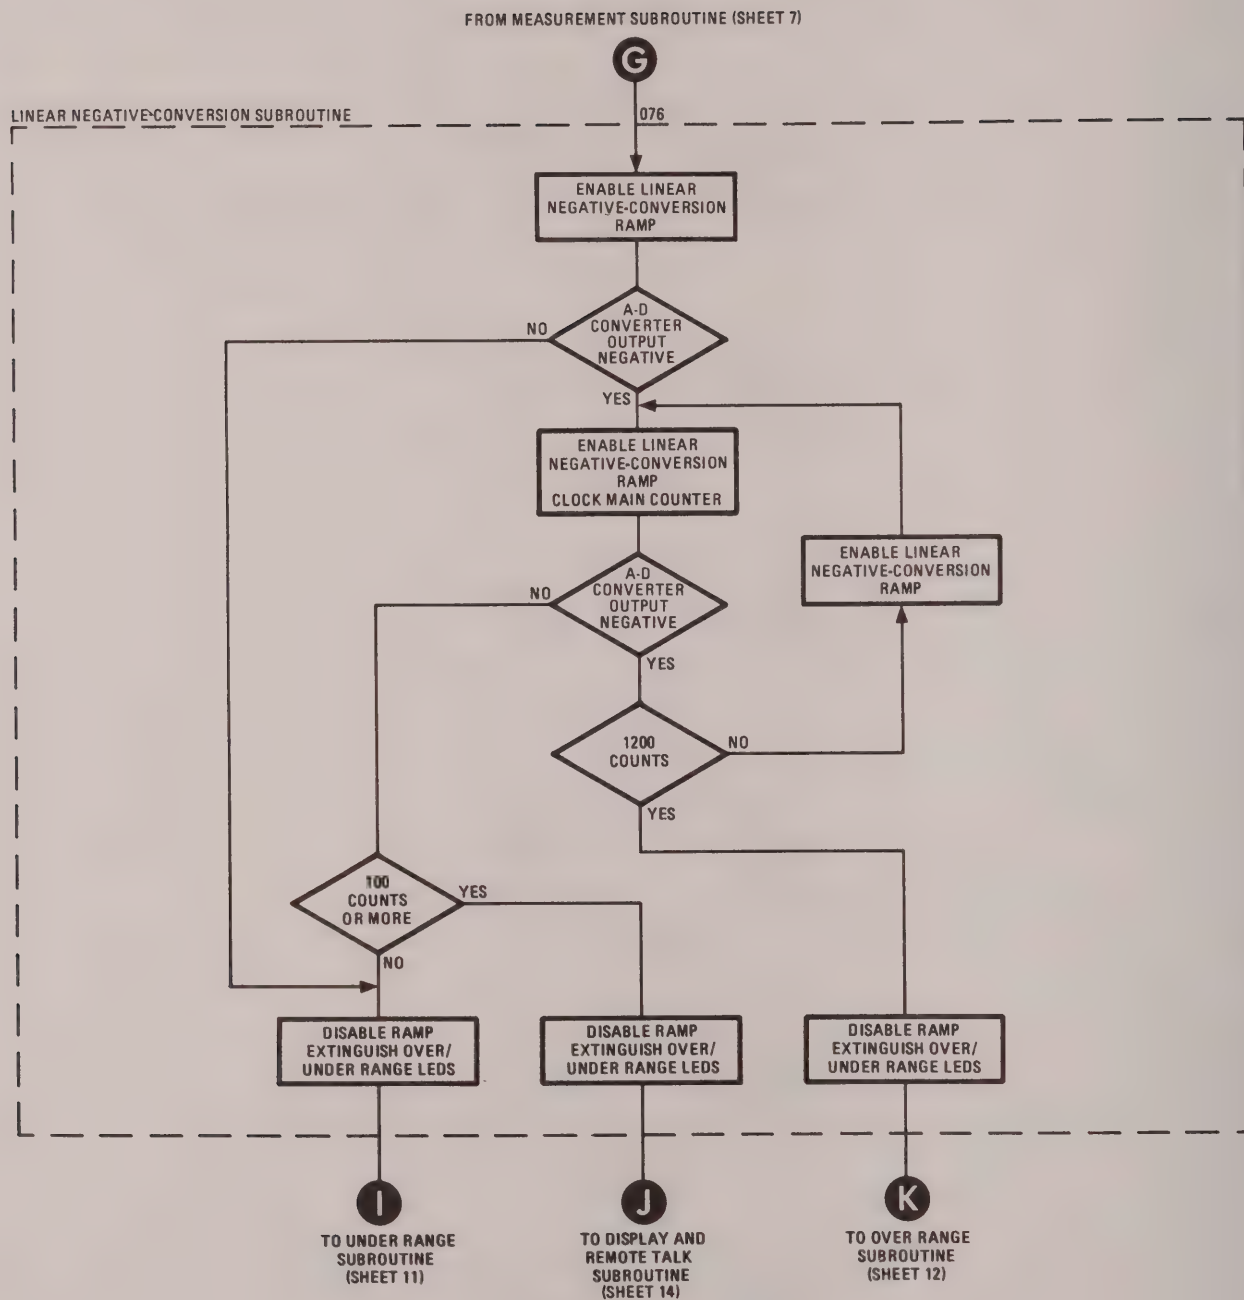 FROM MEASUREMENT SUBROUTINE (SHEET 7)
G
LINEAR NEGATIVE-CONVERSION SUBROUTINE
076
ENABLE LINEAR
NEGATIVE-CONVERSION
RAMP
A-D
CONVERTER
OUTPUT
NEGATIVE
NO
YES
ENABLE LINEAR
NEGATIVE-CONVERSION
RAMP
CLOCK MAIN COUNTER
ENABLE LINEAR
NEGATIVE-CONVERSION
RAMP
A-D
CONVERTER
OUTPUT
NEGATIVE
NO
YES
1200
COUNTS
NO
YES
100
COUNTS
OR MORE
YES
NO
DISABLE RAMP
EXTINGUISH OVER/
UNDER RANGE LEDS
DISABLE RAMP
EXTINGUISH OVER/
UNDER RANGE LEDS
DISABLE RAMP
EXTINGUISH OVER/
UNDER RANGE LEDS
I
TO UNDER RANGE
SUBROUTINE
(SHEET 11)
J
TO DISPLAY AND
REMOTE TALK
SUBROUTINE
(SHEET 14)
K
TO OVER RANGE
SUBROUTINE
(SHEET 12)